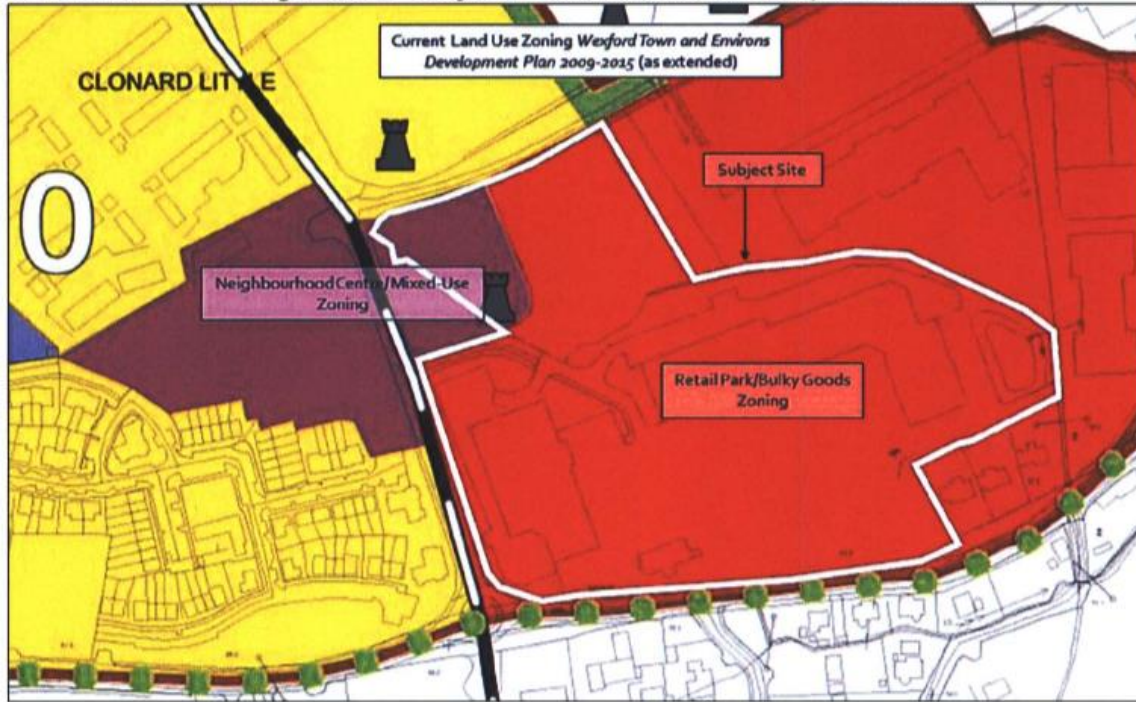 Current Land Use Zoning Wexford Town and Environs
Development Plan 2009-2015 (as extended)
CLONARD LITTLE
Subject Site
0
Neighbourhood Centre/Mixed-Use
Zoning
Retail Park/Bulky Goods
Zoning